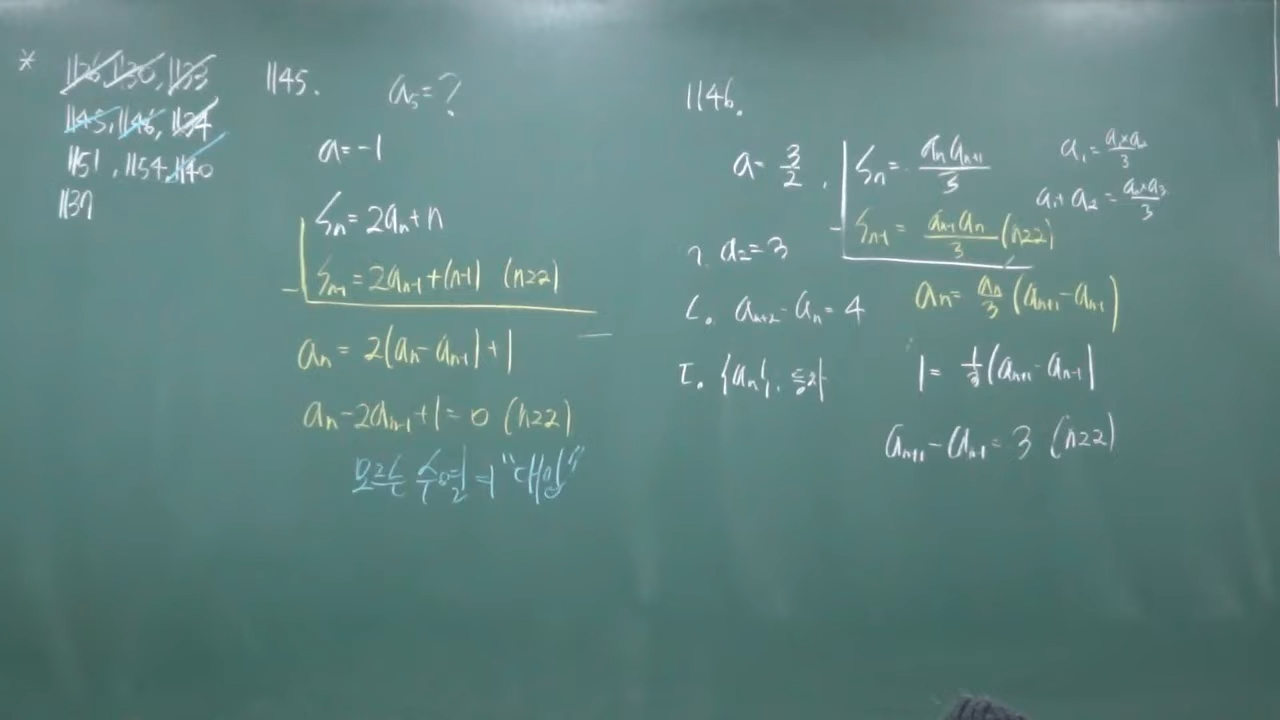 * 1126, 1130, 1133
1145, 1146, 1134
1151, 1154, 1140
1137
1145. a₅=?
a=-1
Sₙ=2aₙ+n
Sₙ₋₁=2aₙ₋₁+(n-1) (n≥2)
aₙ=2(aₙ-aₙ₋₁)+1
aₙ-2aₙ₋₁+1=0 (n≥2)
모르는 수열 → "대입"
1146.
a=3/2, Sₙ=aₙaₙ₊₁/3
Sₙ₋₁=aₙ₋₁aₙ/3 (n≥2)
a₁=a₁×a₂/3
a₁+a₂=a₂×a₃/3
ㄱ. a₂=3
ㄴ. aₙ₊₂-aₙ=4
ㄷ. {aₙ}, 등차
aₙ=aₙ/3(aₙ₊₁-aₙ₋₁)
1=1/3(aₙ₊₁-aₙ₋₁)
aₙ₊₁-aₙ₋₁=3 (n≥2)